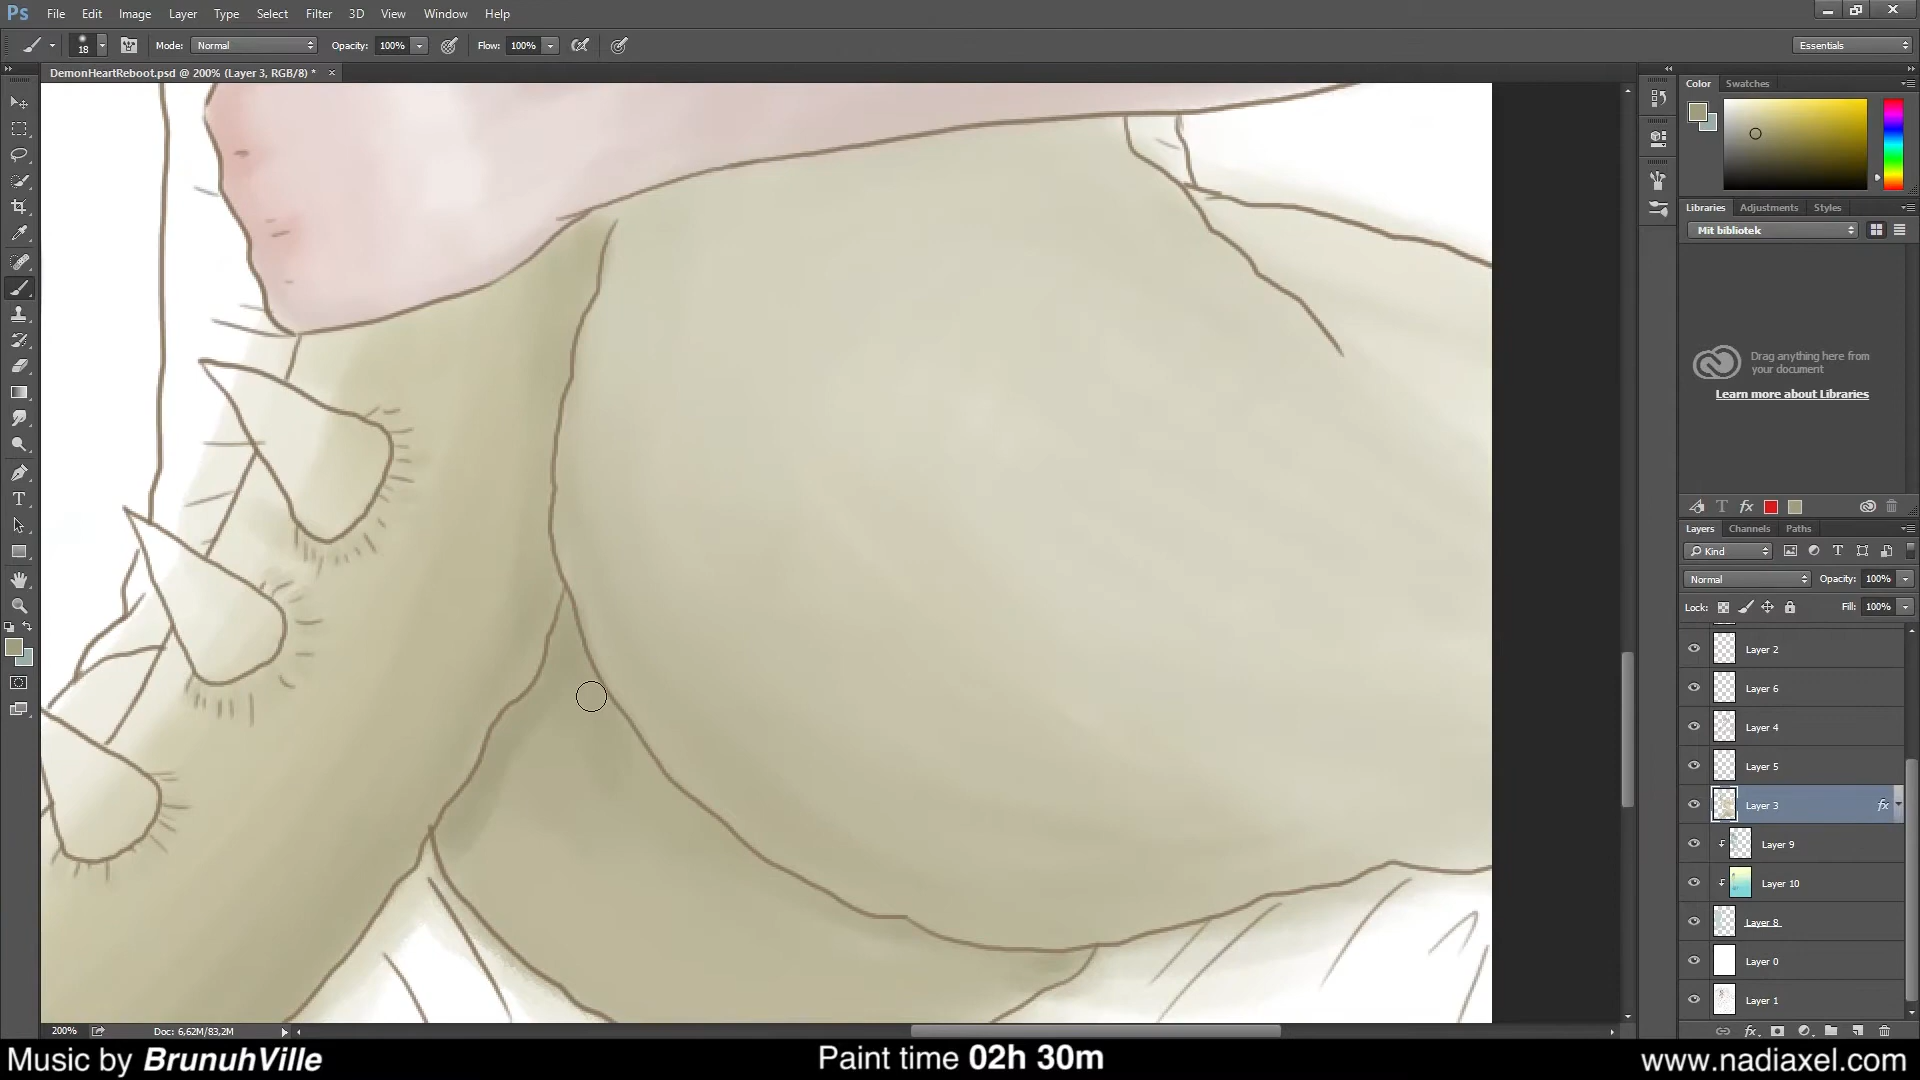 Ps File Edit Image Layer Type Select Filter 3D View Window Help
18 Mode: Normal Opacity: 100% Flow: 100% Essentials
DemonHeartReboot.psd @ 200% (Layer 3, RGB/8) * ×
Color Swatches
Libraries Adjustments Styles
Mit bibliotek
Drag anything here from
your document
Learn more about Libraries
T fx
Layers Channels Paths
Kind T
Normal Opacity: 100%
Lock: Fill: 100%
Layer 2
Layer 6
Layer 4
Layer 5
Layer 3 fx
Layer 9
Layer 10
Layer 8
Layer 0
Layer 1
fx
T
200% Doc: 6,62M/83,2M
Music by BrunuhVille Paint time 02h 30m www.nadiaxel.com